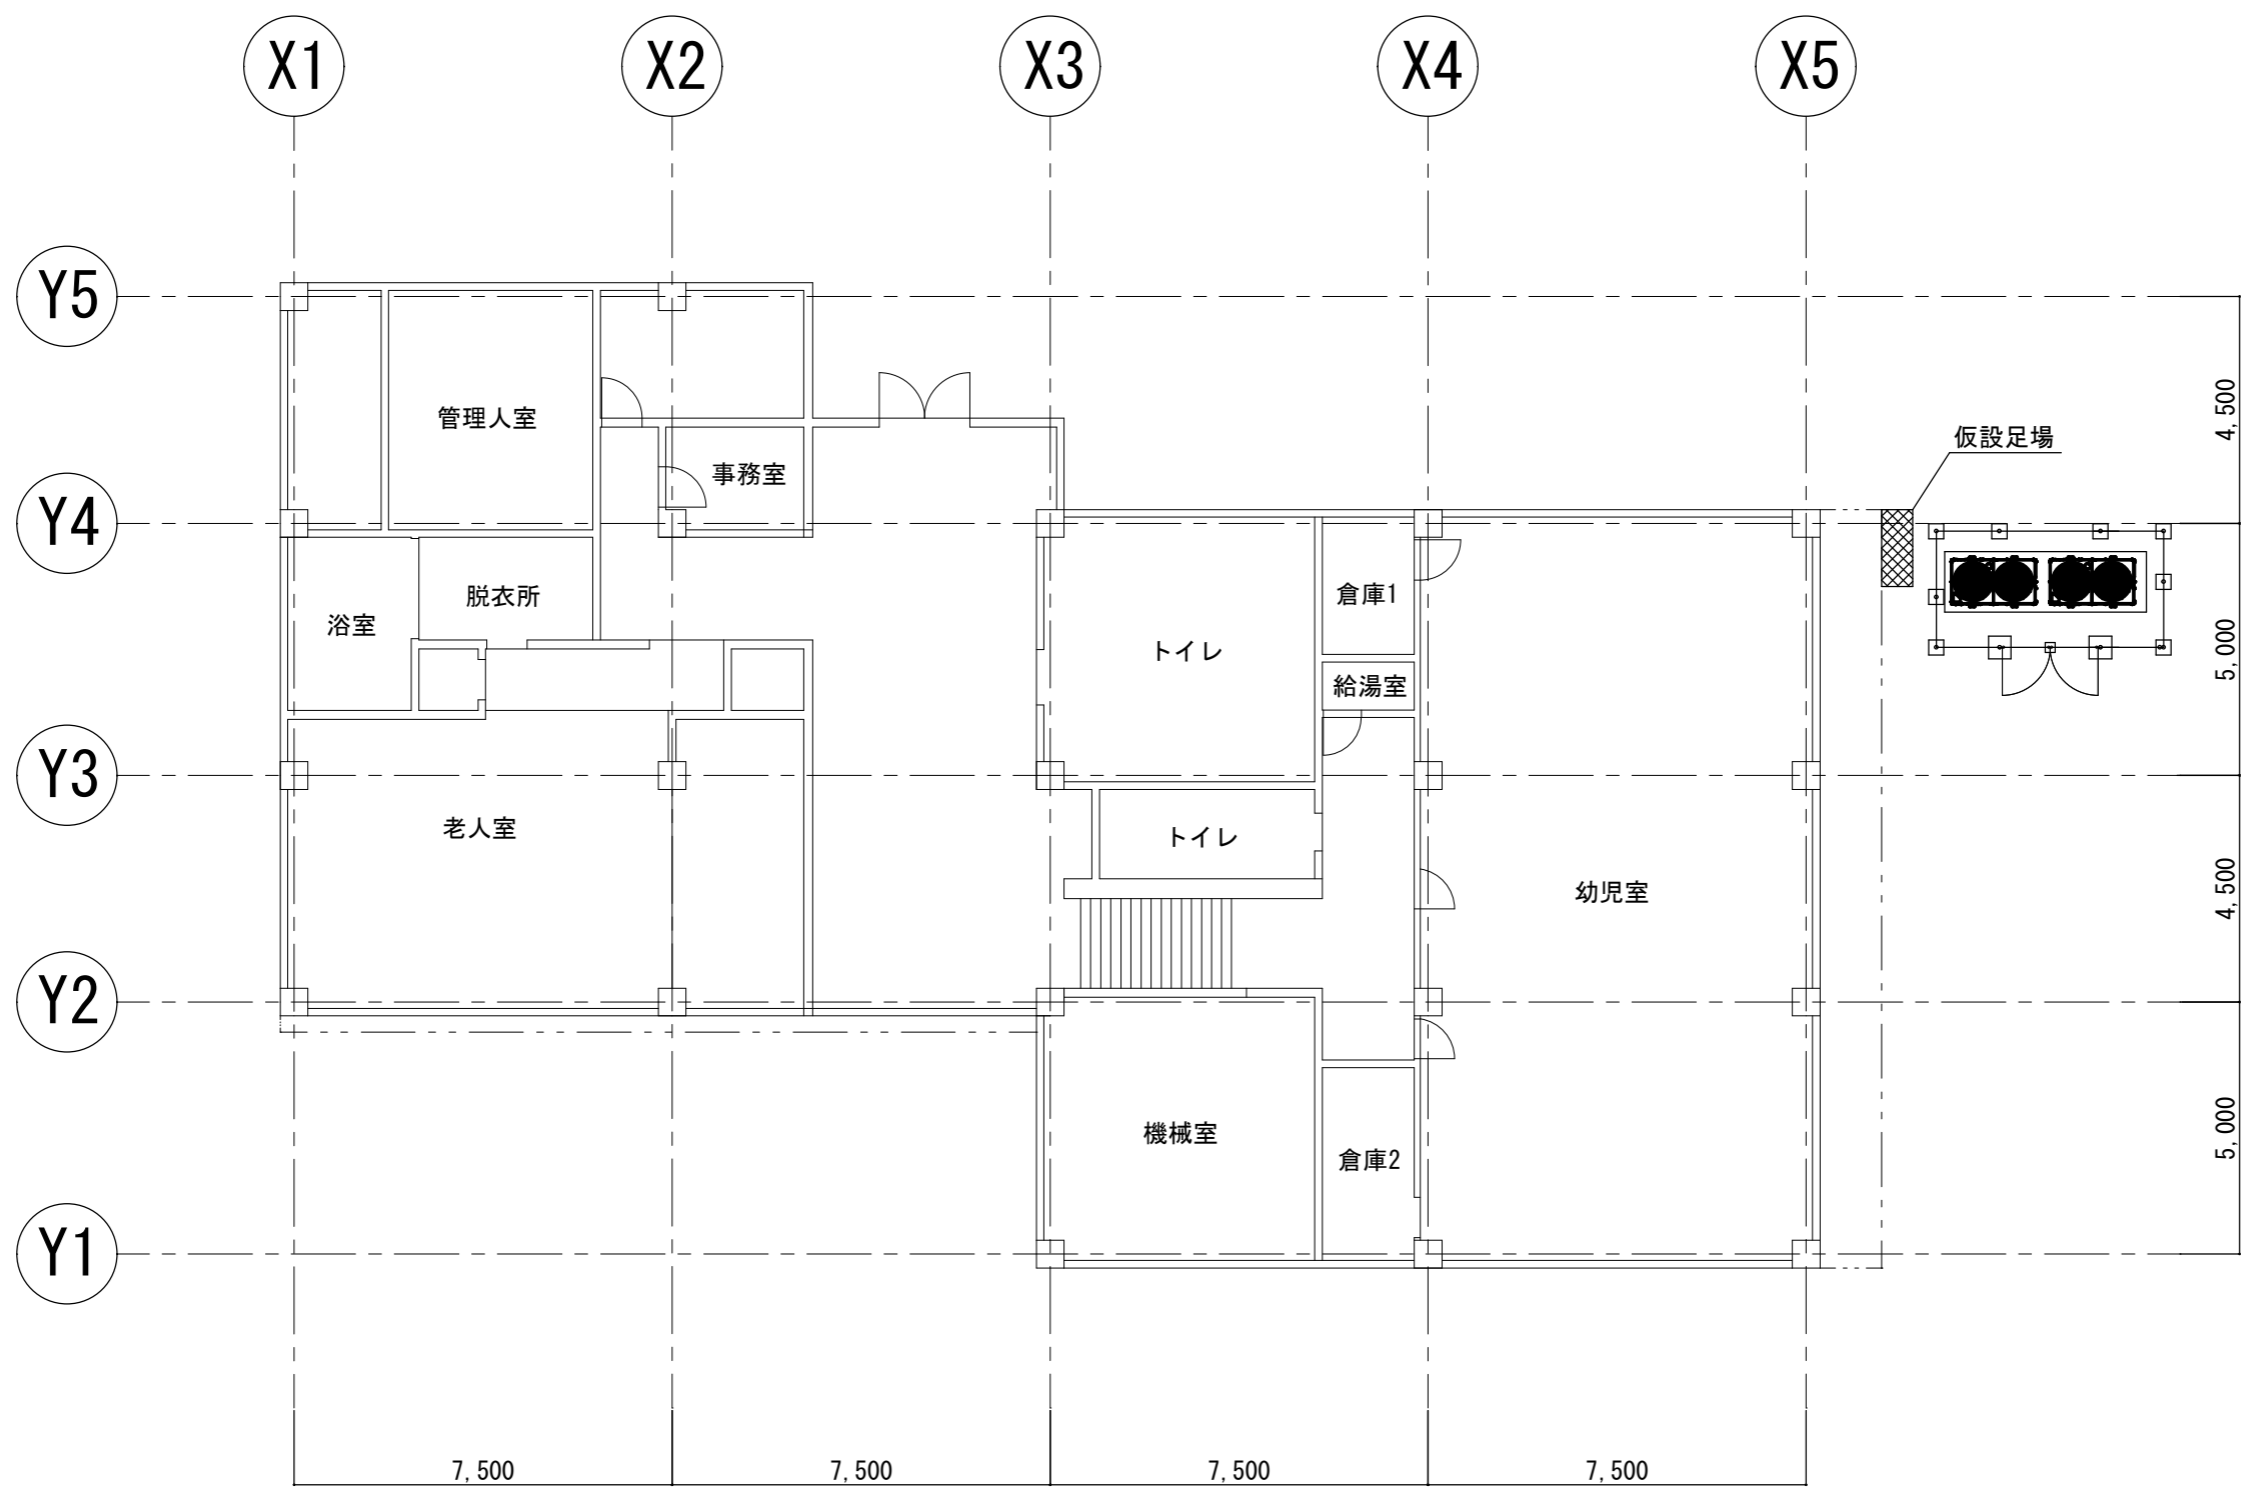 X1
X2
X3
X4
X5
Y5
Y4
Y3
Y2
Y1
管理人室
事務室
仮設足場
脱衣所
浴室
トイレ
倉庫1
給湯室
老人室
トイレ
幼児室
機械室
倉庫2
4,500
5,000
4,500
5,000
7,500
7,500
7,500
7,500